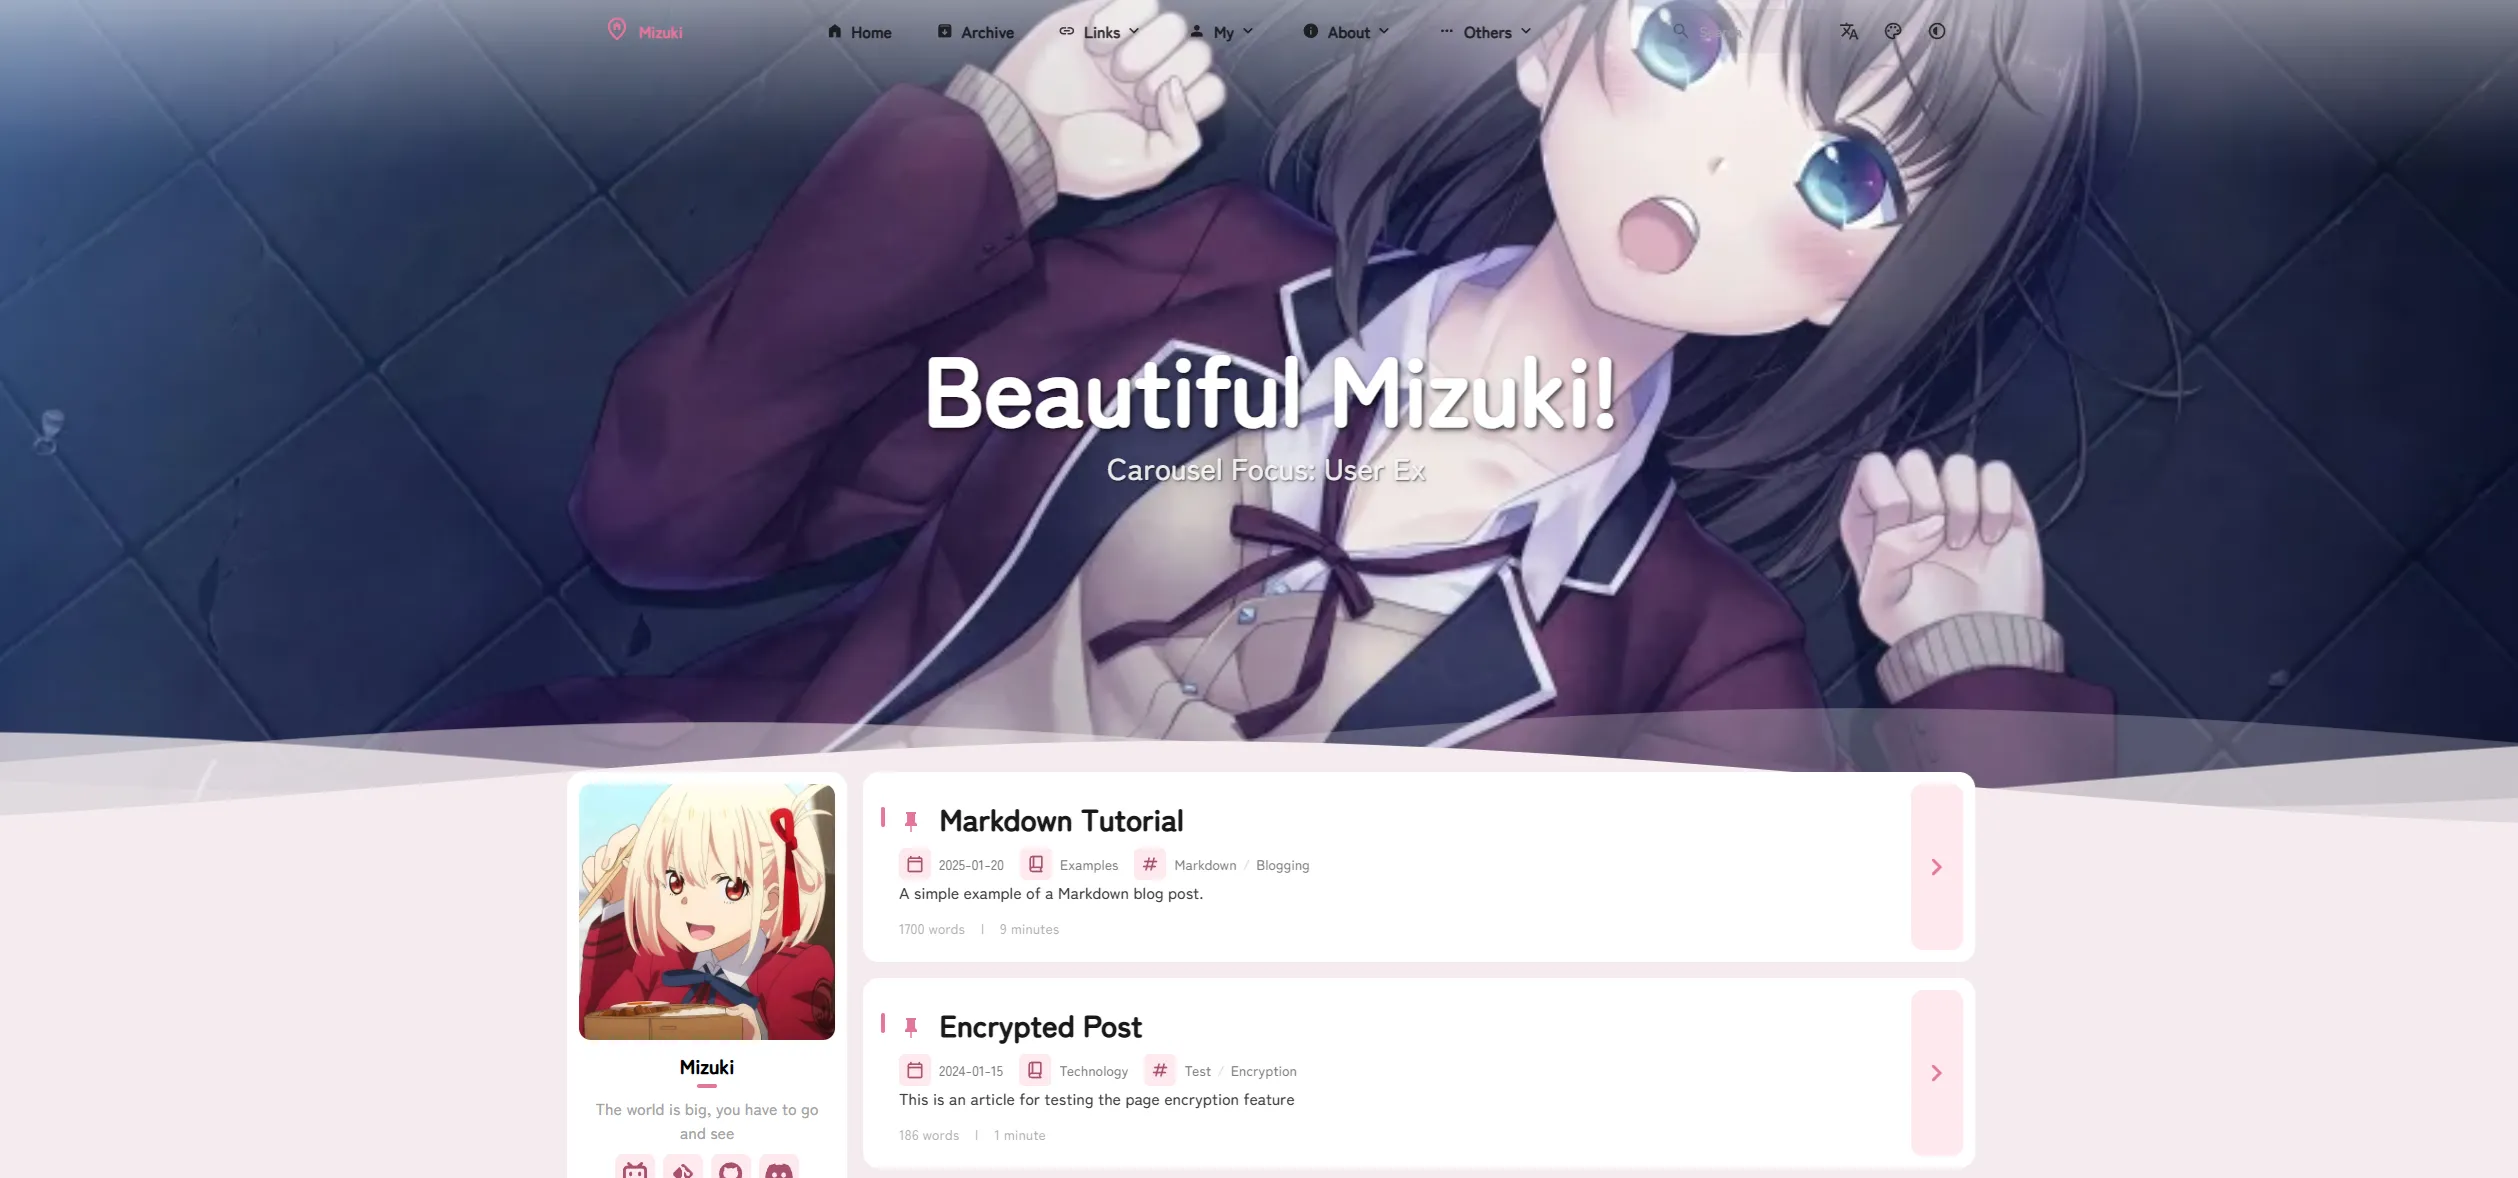 Mizuki
Home
Archive
Links
My
About
Others
Search
Beautiful Mizuki!
Carousel Focus: User Ex
Markdown Tutorial
2025-01-20 Examples # Markdown / Blogging
A simple example of a Markdown blog post.
1700 words | 9 minutes
Encrypted Post
2024-01-15 Technology # Test / Encryption
This is an article for testing the page encryption feature
186 words | 1 minute
Mizuki
The world is big, you have to go
and see